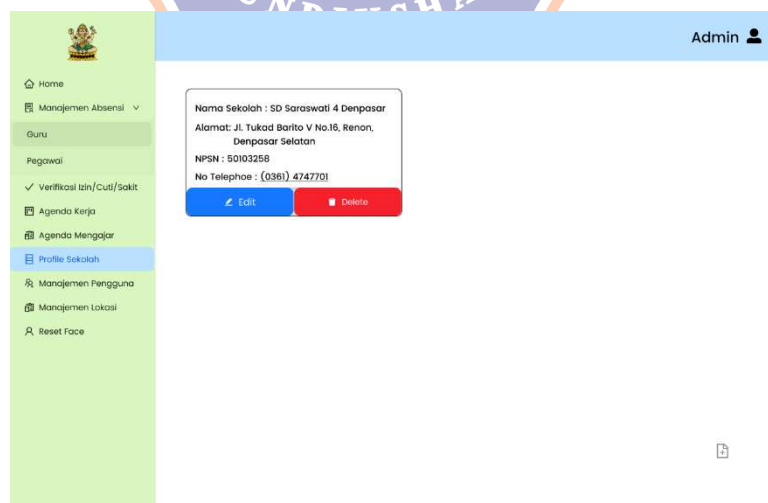 Admin
Home
Manajemen Absensi
Guru
Pegawai
Verifikasi Izin/Cuti/Sakit
Agenda Kerja
Agenda Mengajar
Profile Sekolah
Manajemen Pengguna
Manajemen Lokasi
Reset Face
Nama Sekolah : SD Saraswati 4 Denpasar
Alamat: Jl. Tukad Barito V No.16, Renon,
Denpasar Selatan
NPSN : 50103258
No Telephoe : (0361) 4747701
Edit
Delete